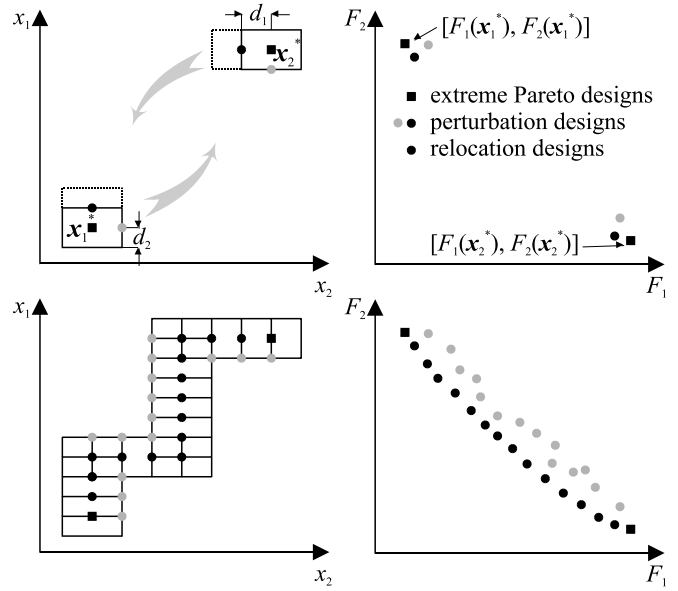 x₁
d₁
x₂*
x₁*
d₂
x₂
F₂
[F₁(x₁*), F₂(x₁*)]
extreme Pareto designs
perturbation designs
relocation designs
[F₁(x₂*), F₂(x₂*)]
F₁
x₁
x₂
F₂
F₁